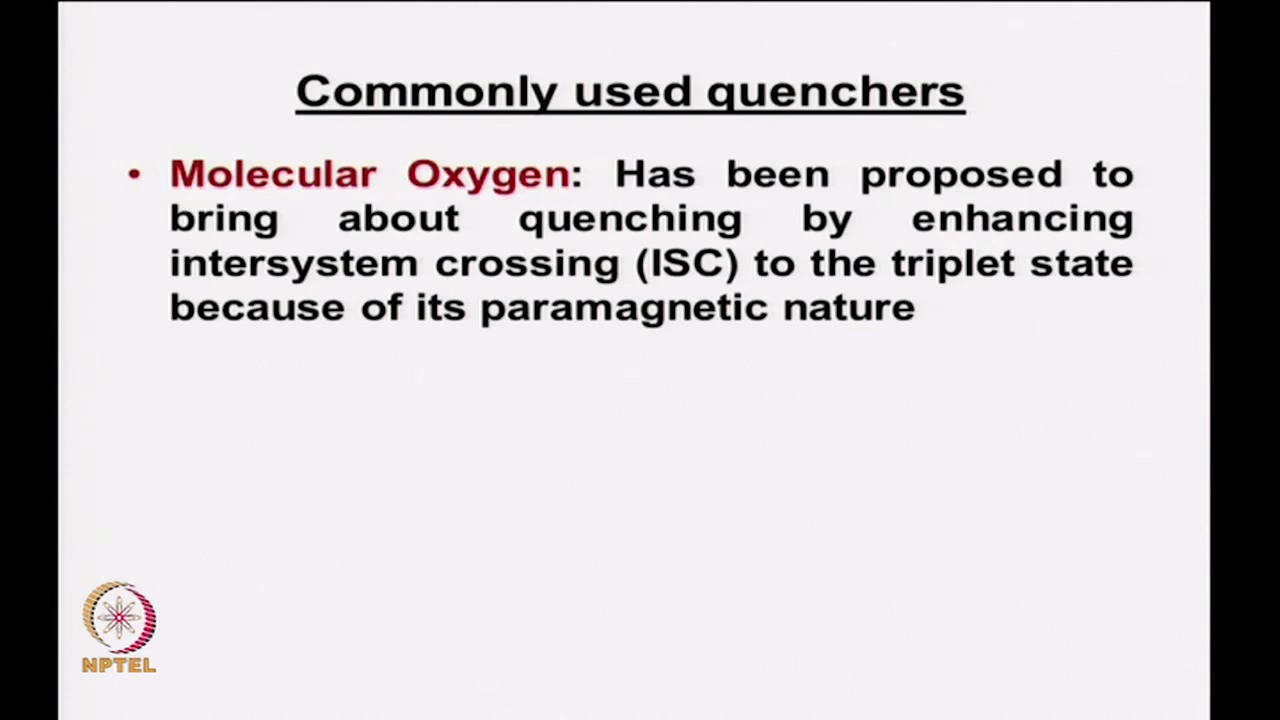 Commonly used quenchers
• Molecular Oxygen: Has been proposed to
bring about quenching by enhancing
intersystem crossing (ISC) to the triplet state
because of its paramagnetic nature
NPTEL